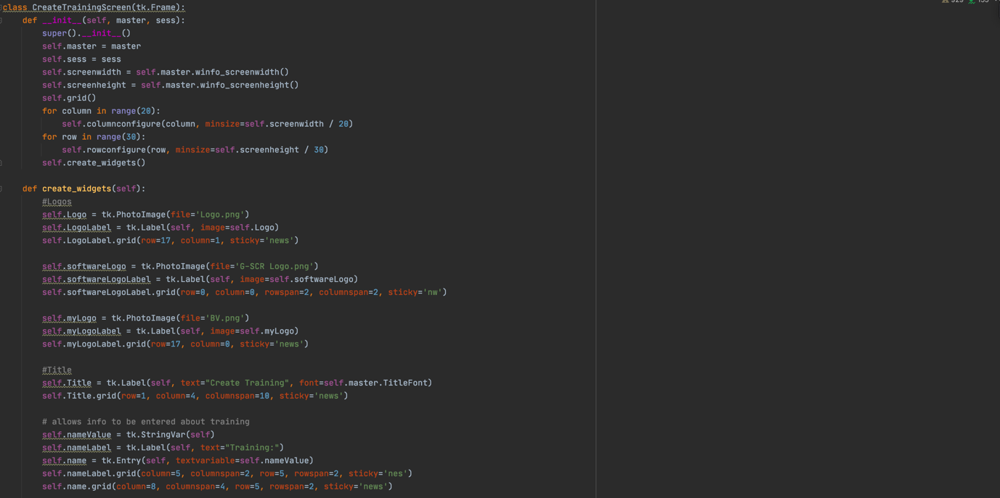 class CreateTrainingScreen(tk.Frame):
    def __init__(self, master, sess):
        super().__init__()
        self.master = master
        self.sess = sess
        self.screenwidth = self.master.winfo_screenwidth()
        self.screenheight = self.master.winfo_screenheight()
        self.grid()
        for column in range(20):
            self.columnconfigure(column, minsize=self.screenwidth / 20)
        for row in range(30):
            self.rowconfigure(row, minsize=self.screenheight / 30)
        self.create_widgets()

    def create_widgets(self):
        #Logos
        self.Logo = tk.PhotoImage(file='Logo.png')
        self.LogoLabel = tk.Label(self, image=self.Logo)
        self.LogoLabel.grid(row=17, column=1, sticky='news')

        self.softwareLogo = tk.PhotoImage(file='G-SCR Logo.png')
        self.softwareLogoLabel = tk.Label(self, image=self.softwareLogo)
        self.softwareLogoLabel.grid(row=0, column=0, rowspan=2, columnspan=2, sticky='nw')

        self.myLogo = tk.PhotoImage(file='BV.png')
        self.myLogoLabel = tk.Label(self, image=self.myLogo)
        self.myLogoLabel.grid(row=17, column=0, sticky='news')

        #Title
        self.Title = tk.Label(self, text="Create Training", font=self.master.TitleFont)
        self.Title.grid(row=1, column=4, columnspan=10, sticky='news')

        # allows info to be entered about training
        self.nameValue = tk.StringVar(self)
        self.nameLabel = tk.Label(self, text="Training:")
        self.name = tk.Entry(self, textvariable=self.nameValue)
        self.nameLabel.grid(column=5, columnspan=2, row=5, rowspan=2, sticky='nes')
        self.name.grid(column=8, columnspan=4, row=5, rowspan=2, sticky='news')